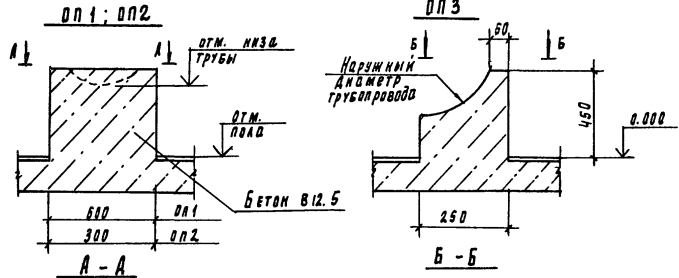 ОП1; ОП2
А
А
ОТМ. НИЗА
ТРУБЫ
ОТМ.
ПОЛА
БЕТОН В12.5
600
ОП1
300
ОП2
А - А
ОП3
60
Б
Б
НАРУЖНЫЙ
ДИАМЕТР
ТРУБОПРОВОДА
450
0.000
250
Б - Б